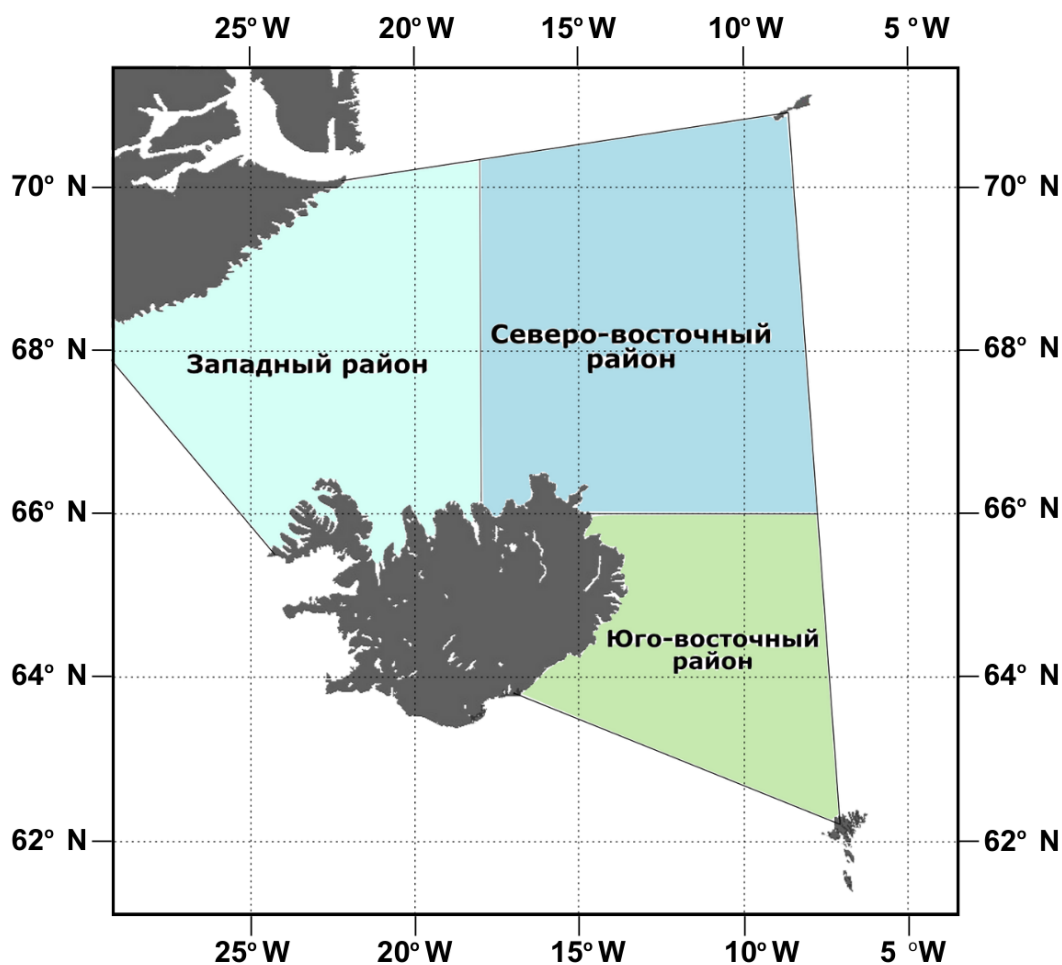 25° W 20° W 15° W 10° W 5 °W
70° N 70° N
Северо-восточный
район
68° N 68° N
Западный район
66° N 66° N
Юго-восточный
район
64° N 64° N
62° N 62° N
25° W 20° W 15° W 10° W 5 °W